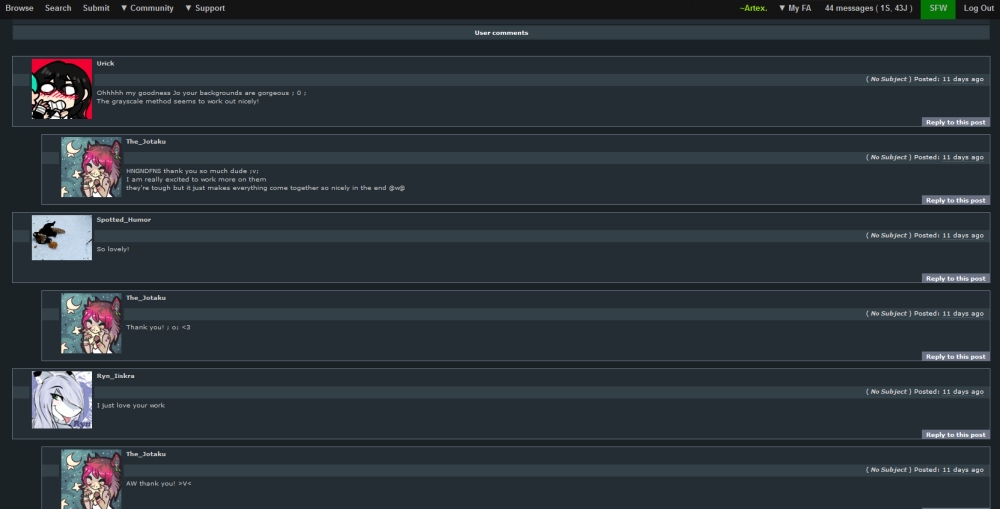 Browse Search Submit ▼ Community ▼ Support ~Artex. ▼ My FA 44 messages ( 1S, 43J ) SFW Log Out
User comments
Urick
( No Subject ) Posted: 11 days ago
Ohhhhh my goodness Jo your backgrounds are gorgeous ; 0 ;
The grayscale method seems to work out nicely!
Reply to this post
The_Jotaku
( No Subject ) Posted: 11 days ago
HNGNDFNS thank you so much dude ;v;
I am really excited to work more on them
they're tough but it just makes everything come together so nicely in the end @w@
Reply to this post
Spotted_Humor
( No Subject ) Posted: 11 days ago
So lovely!
Reply to this post
The_Jotaku
( No Subject ) Posted: 11 days ago
Thank you! ; o; <3
Reply to this post
Ryn_Iiskra
( No Subject ) Posted: 11 days ago
I just love your work
Ryn
Reply to this post
The_Jotaku
( No Subject ) Posted: 11 days ago
AW thank you! >V<